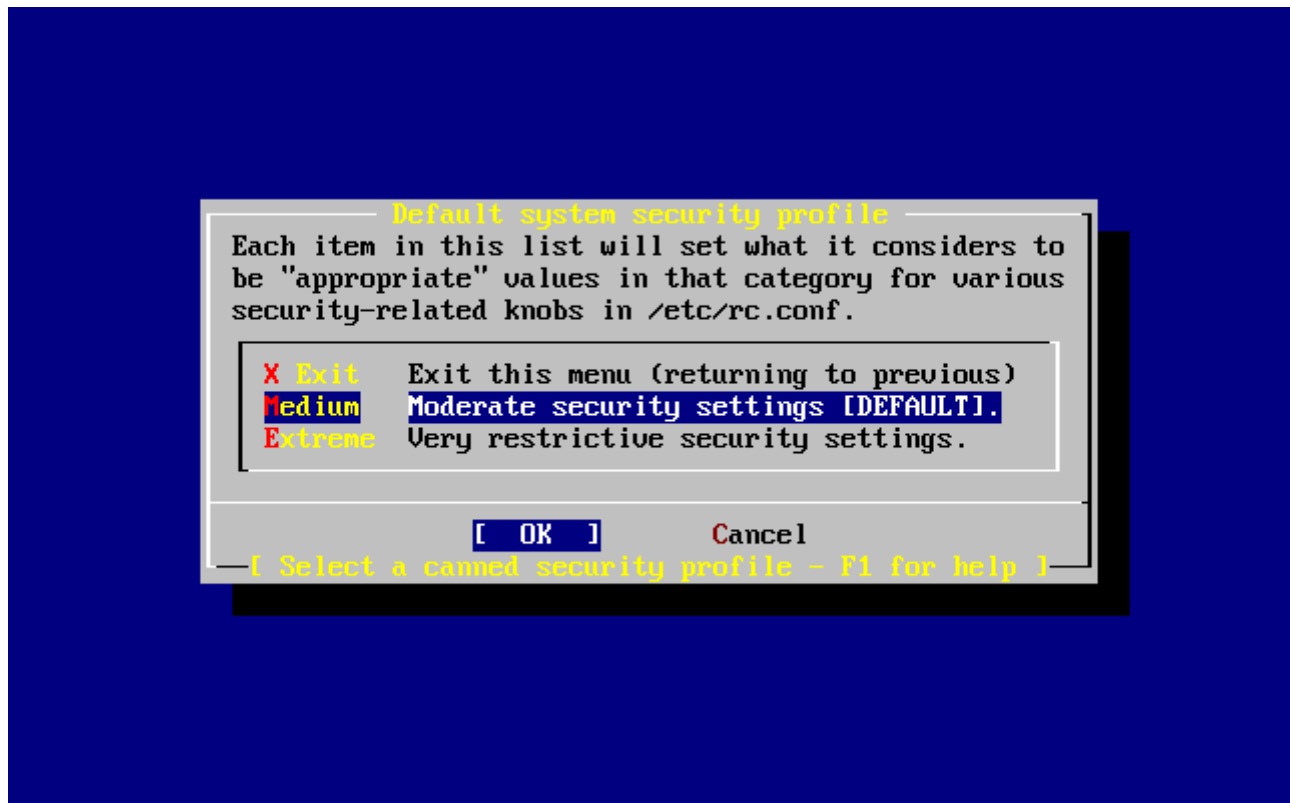 Default system security profile
Each item in this list will set what it considers to
be "appropriate" values in that category for various
security-related knobs in /etc/rc.conf.
X Exit Exit this menu (returning to previous)
Medium Moderate security settings [DEFAULT].
Extreme Very restrictive security settings.
[ OK ] Cancel
[ Select a canned security profile - F1 for help ]